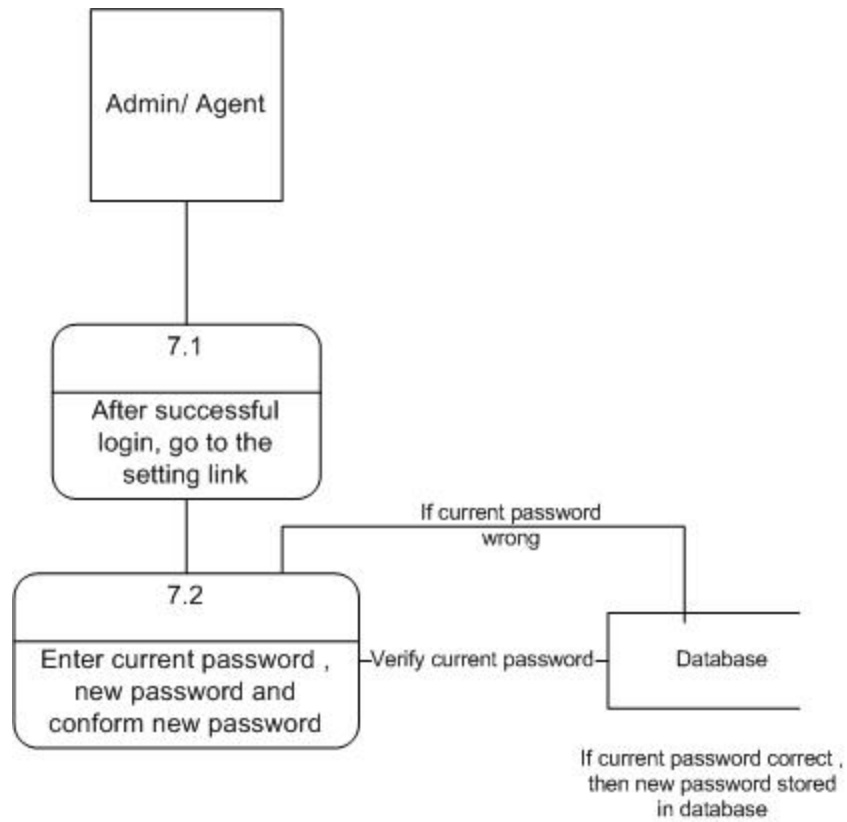 Admin/ Agent
7.1
After successful
login, go to the
setting link
If current password
wrong
7.2
Enter current password ,
new password and
conform new password
Verify current password
Database
If current password correct ,
then new password stored
in database